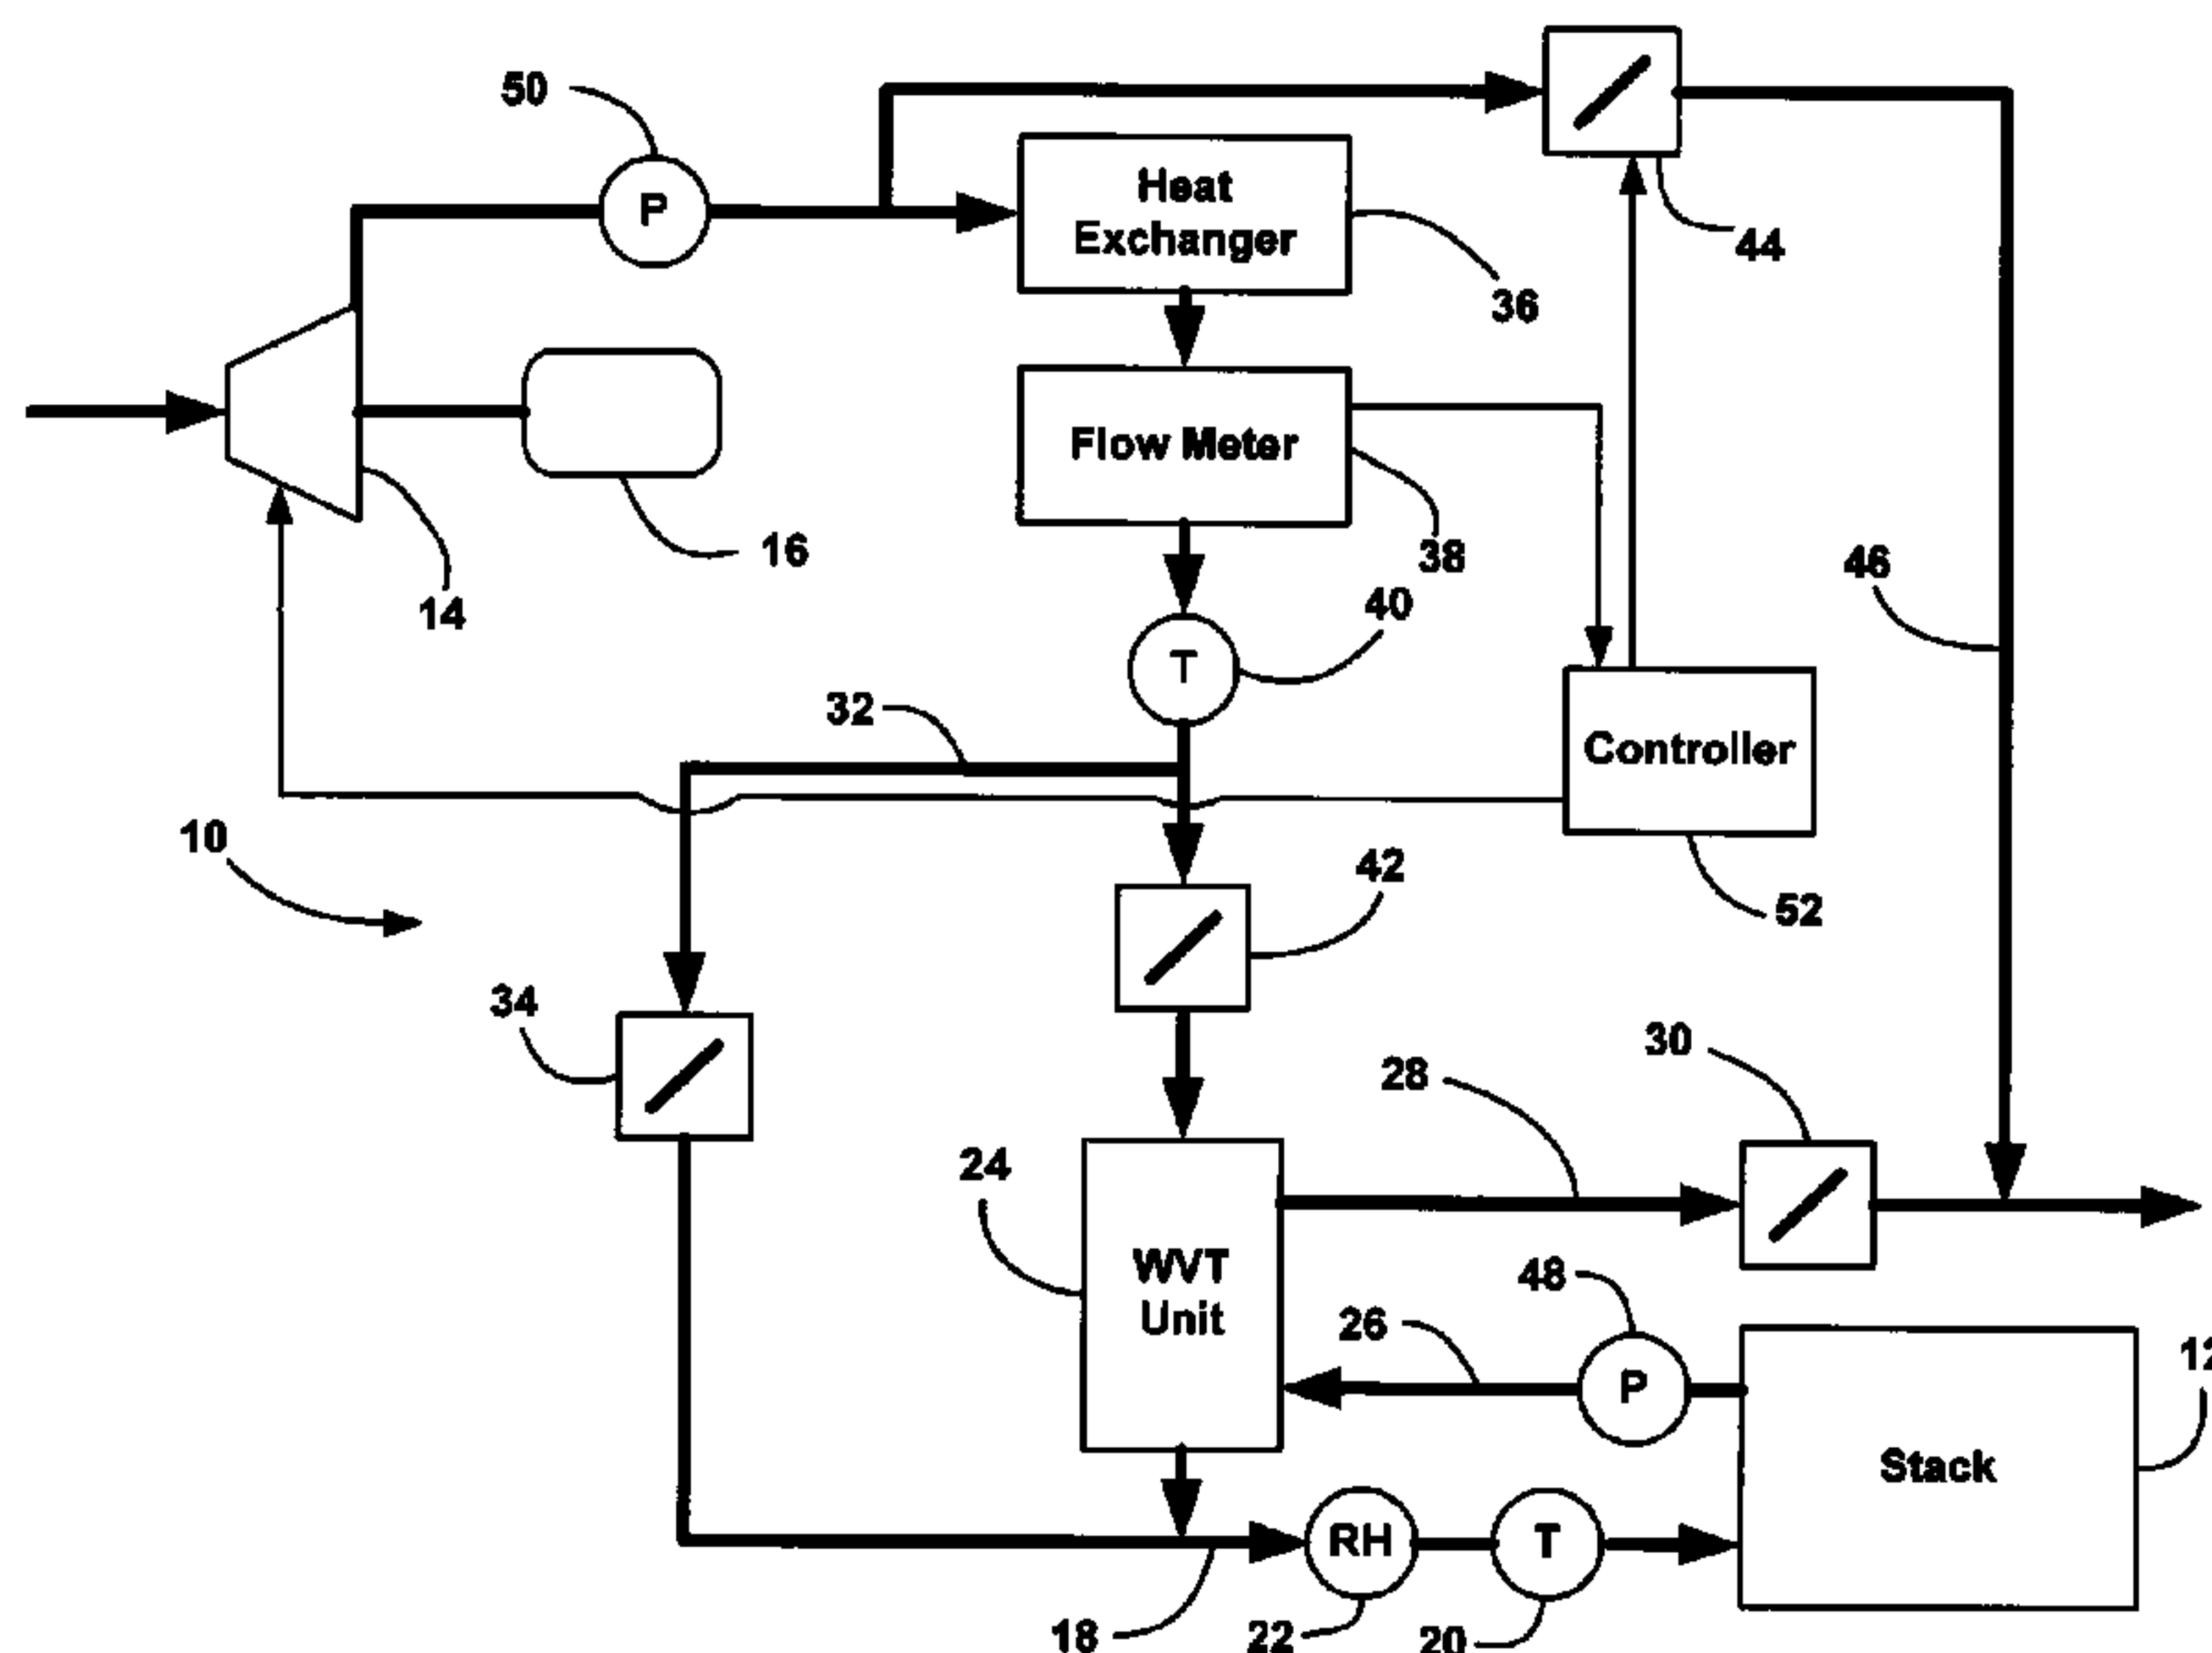 50
P
Heat
Exchanger
44
36
Flow Meter
16
38
14
40
46
T
32
Controller
10
42
52
34
30
28
24
WVT
Unit
48
26
P
12
Stack
RH
T
18
22
20